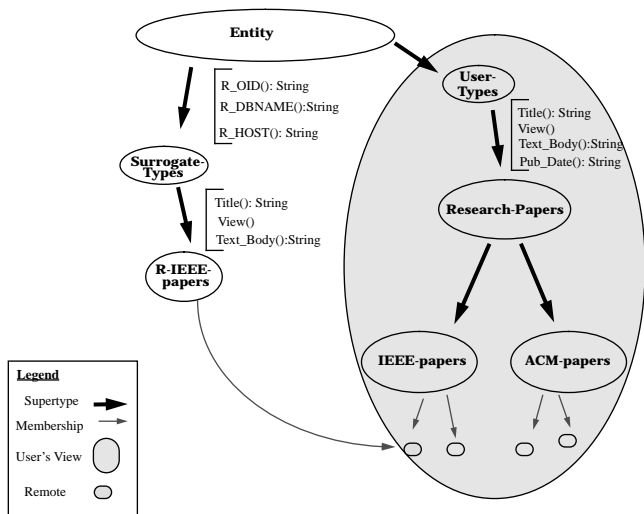 Entity
R_OID(): String
R_DBNAME():String
R_HOST(): String
User-
Types
Title(): String
View()
Text_Body():String
Pub_Date(): String
Surrogate-
Types
Title(): String
View()
Text_Body():String
Research-Papers
R-IEEE-
papers
IEEE-papers
ACM-papers
Legend
Supertype
Membership
User's View
Remote